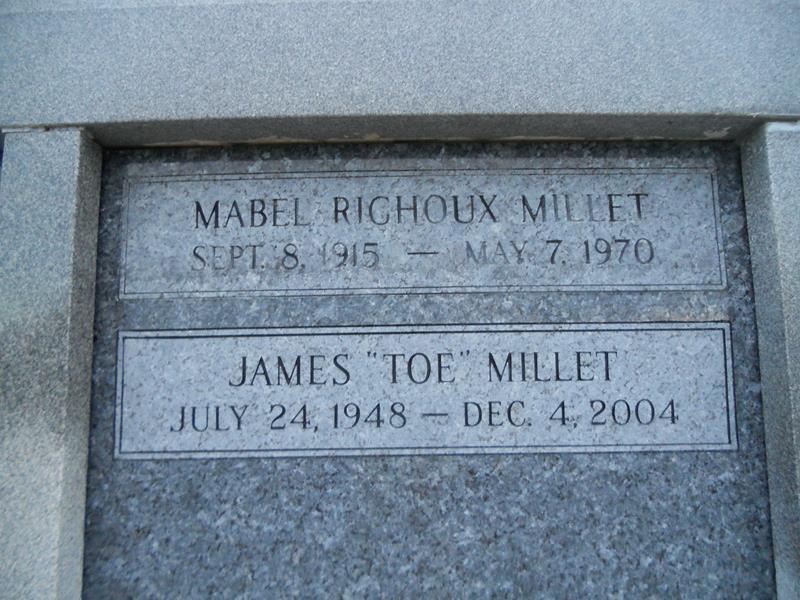 MABEL RICHOUX MILLET
SEPT. 8, 1915 — MAY 7, 1970
JAMES "TOE" MILLET
JULY 24, 1948 — DEC. 4, 2004